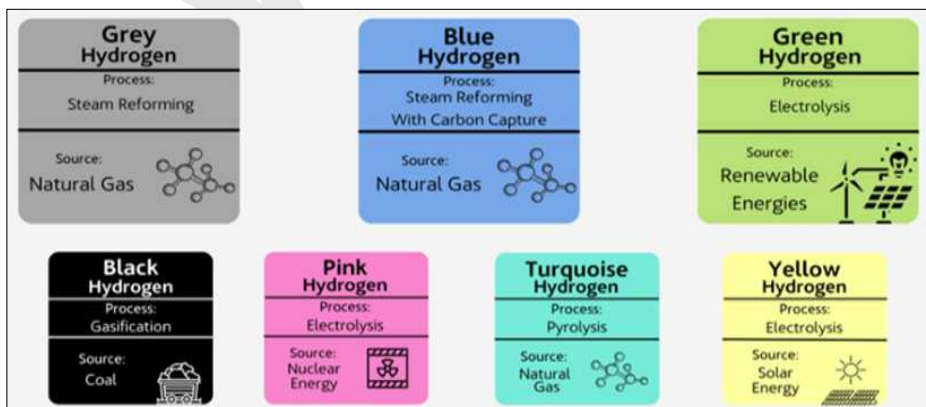 Grey
Hydrogen
Process:
Steam Reforming
Source:
Natural Gas
Blue
Hydrogen
Process:
Steam Reforming
With Carbon Capture
Source:
Natural Gas
Green
Hydrogen
Process:
Electrolysis
Source:
Renewable
Energies
Black
Hydrogen
Process:
Gasification
Source:
Coal
Pink
Hydrogen
Process:
Electrolysis
Source:
Nuclear
Energy
Turquoise
Hydrogen
Process:
Pyrolysis
Source:
Natural
Gas
Yellow
Hydrogen
Process:
Electrolysis
Source:
Solar
Energy